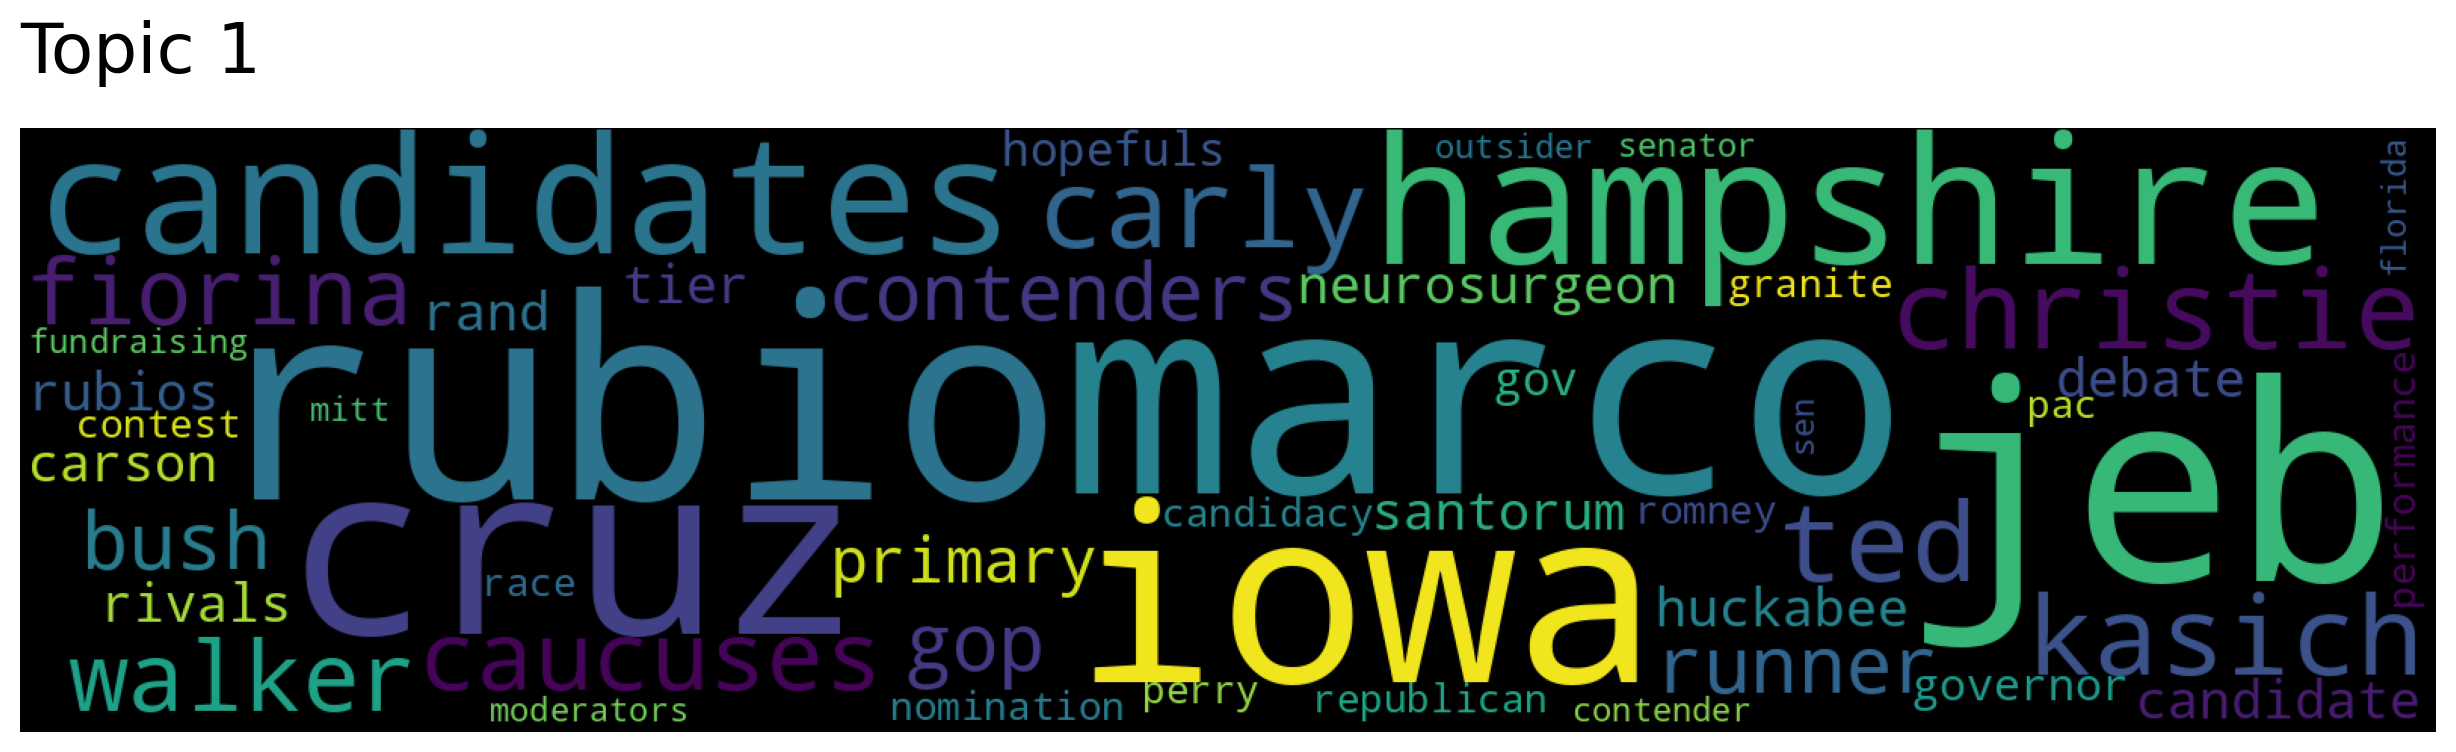 Topic 1
candidates
hopefuls
carly
outsider
senator
hampshire
florida
fiorina
rand
tier
contenders
neurosurgeon
granite
christie
fundraising
rubios
contest
mitt
carson
rubio
marco
gov
sen
debate
pac
jeb
performance
bush
cruz
race
rivals
primary
candidacy
santorum
romney
ted
iowa
huckabee
kasich
walker
caucuses
gop
runner
moderators
nomination
perry
republican
contender
governor
candidate